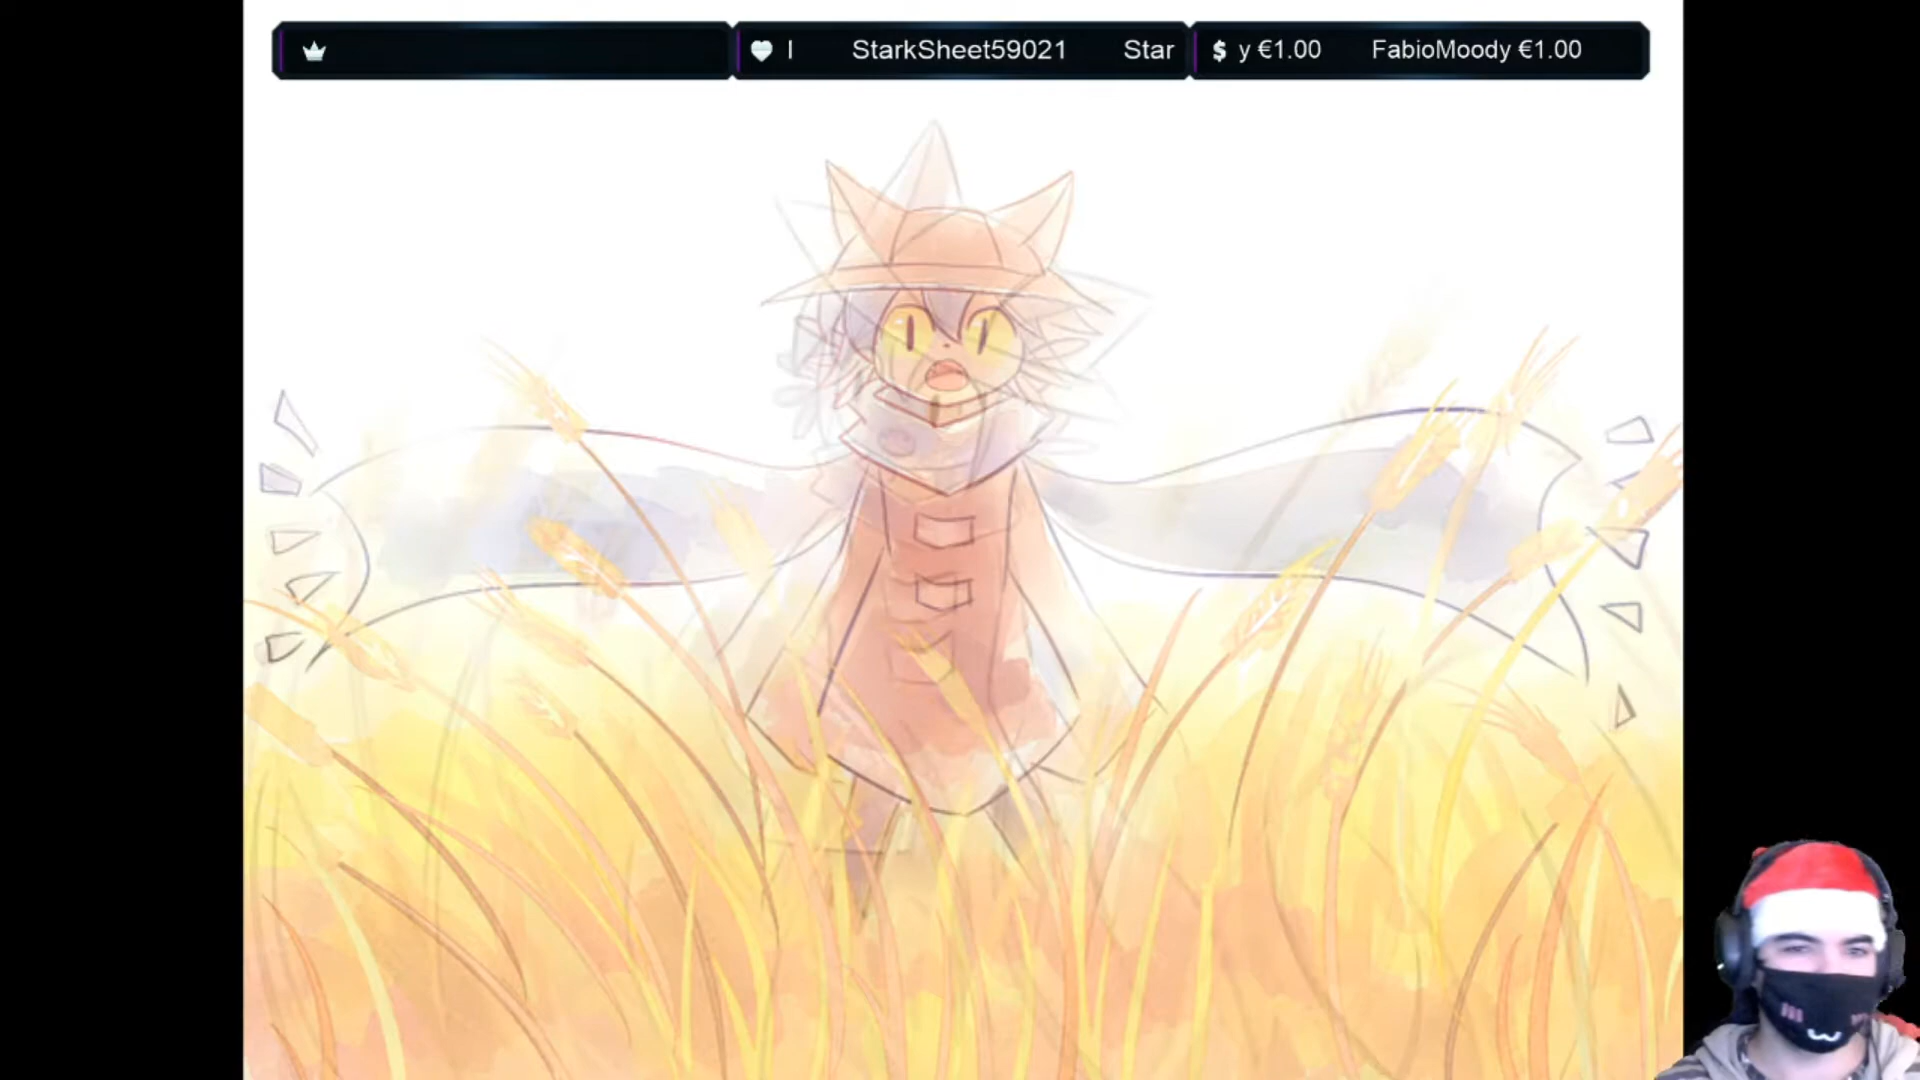 l StarkSheet59021 Star
$ y €1.00 FabioMoody €1.00